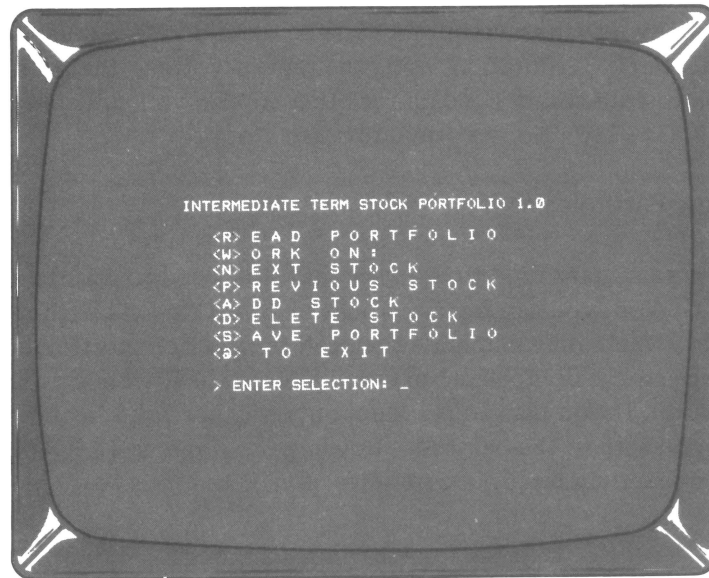 INTERMEDIATE TERM STOCK PORTFOLIO 1.0
<R> E A D   P O R T F O L I O
<W> O R K   O N :
<N> E X T   S T O C K
<P> R E V I O U S   S T O C K
<A> D D   S T O C K
<D> E L E T E   S T O C K
<S> A V E   P O R T F O L I O
<@>   T O   E X I T
> ENTER SELECTION: _